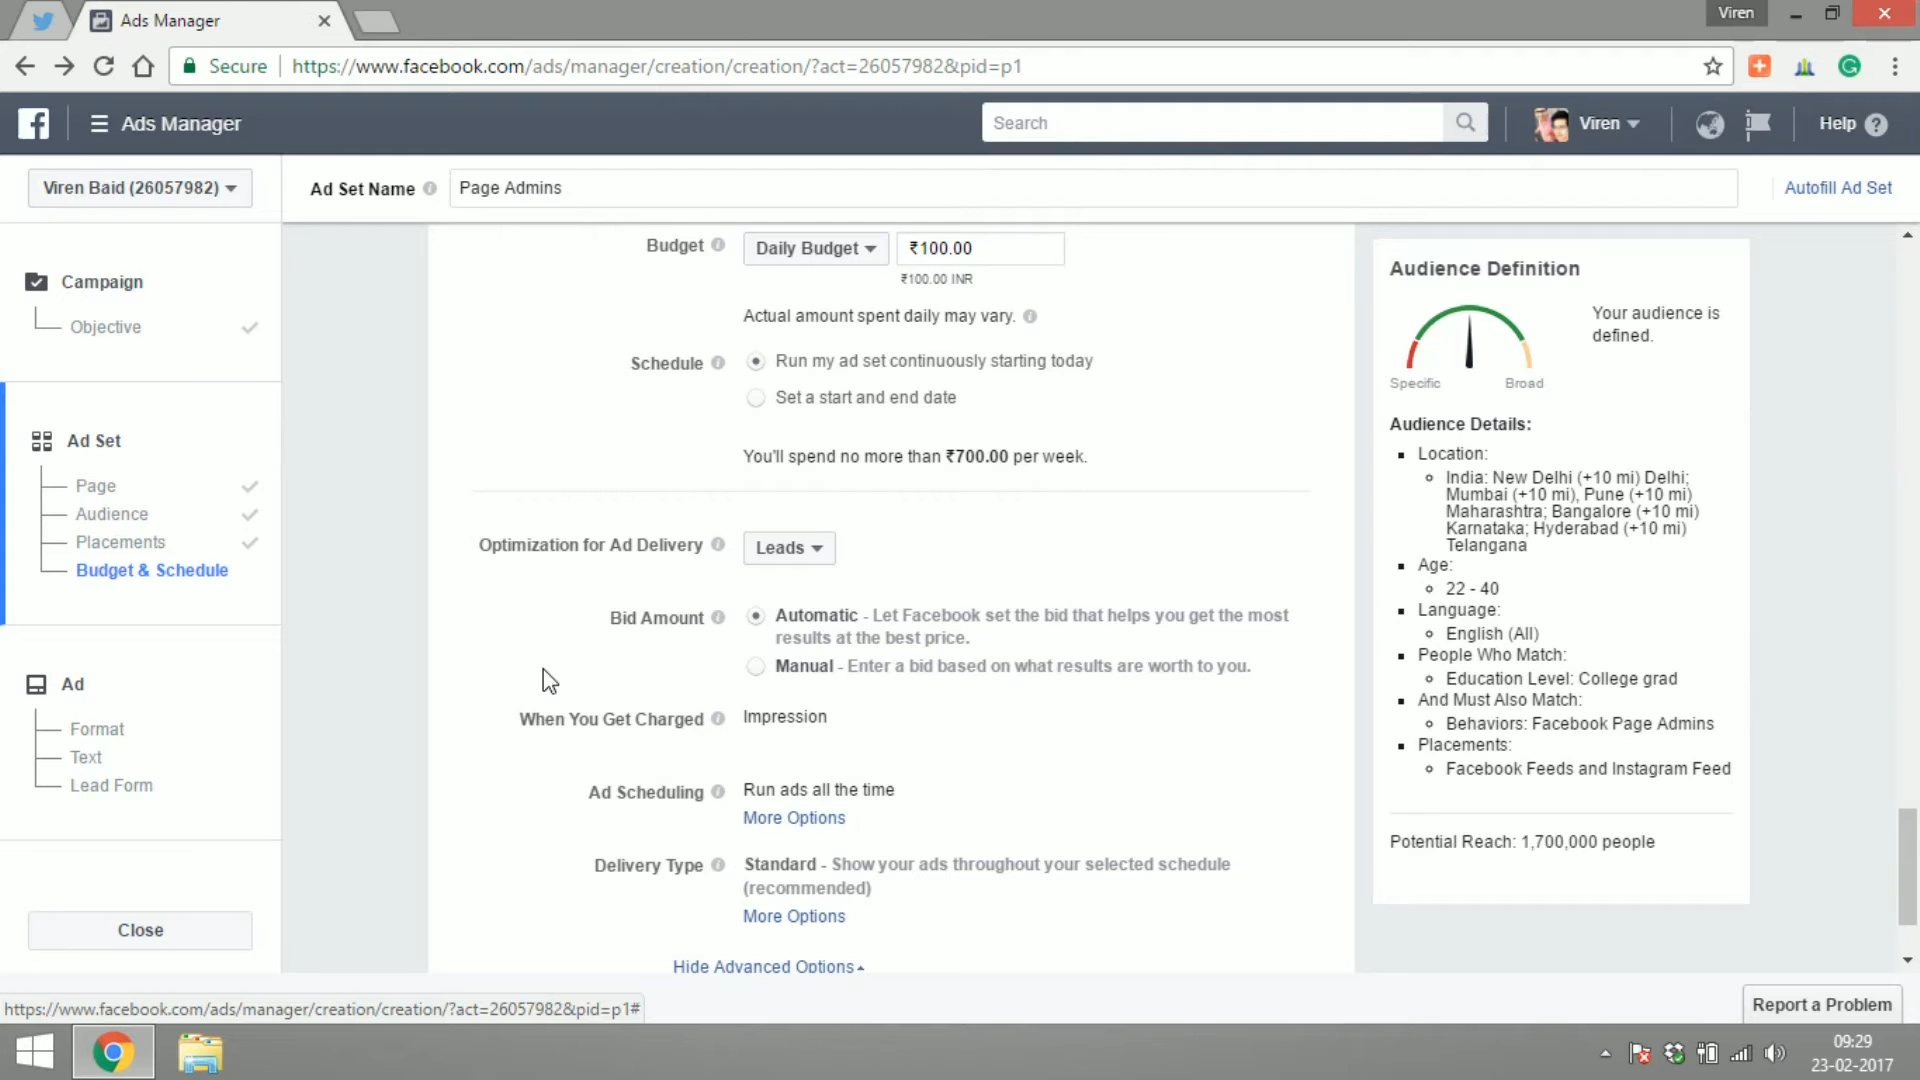 Ads Manager
Viren
Secure
https://www.facebook.com/ads/manager/creation/creation/?act=26057982&pid=p1
Ads Manager
Search
Viren
Help
Viren Baid (26057982)
Ad Set Name
Page Admins
Autofill Ad Set
Campaign
Objective
Ad Set
Page
Audience
Placements
Budget & Schedule
Ad
Format
Text
Lead Form
Close
Budget
Daily Budget
₹100.00
₹100.00 INR
Actual amount spent daily may vary.
Schedule
Run my ad set continuously starting today
Set a start and end date
You'll spend no more than ₹700.00 per week.
Optimization for Ad Delivery
Leads
Bid Amount
Automatic - Let Facebook set the bid that helps you get the most
results at the best price.
Manual - Enter a bid based on what results are worth to you.
When You Get Charged
Impression
Ad Scheduling
Run ads all the time
More Options
Delivery Type
Standard - Show your ads throughout your selected schedule
(recommended)
More Options
Hide Advanced Options
Audience Definition
Your audience is
defined.
Specific
Broad
Audience Details:
Location:
India: New Delhi (+10 mi) Delhi;
Mumbai (+10 mi), Pune (+10 mi)
Maharashtra; Bangalore (+10 mi)
Karnataka; Hyderabad (+10 mi)
Telangana
Age:
22 - 40
Language:
English (All)
People Who Match:
Education Level: College grad
And Must Also Match:
Behaviors: Facebook Page Admins
Placements:
Facebook Feeds and Instagram Feed
Potential Reach: 1,700,000 people
https://www.facebook.com/ads/manager/creation/creation/?act=26057982&pid=p1#
Report a Problem
09:29
23-02-2017